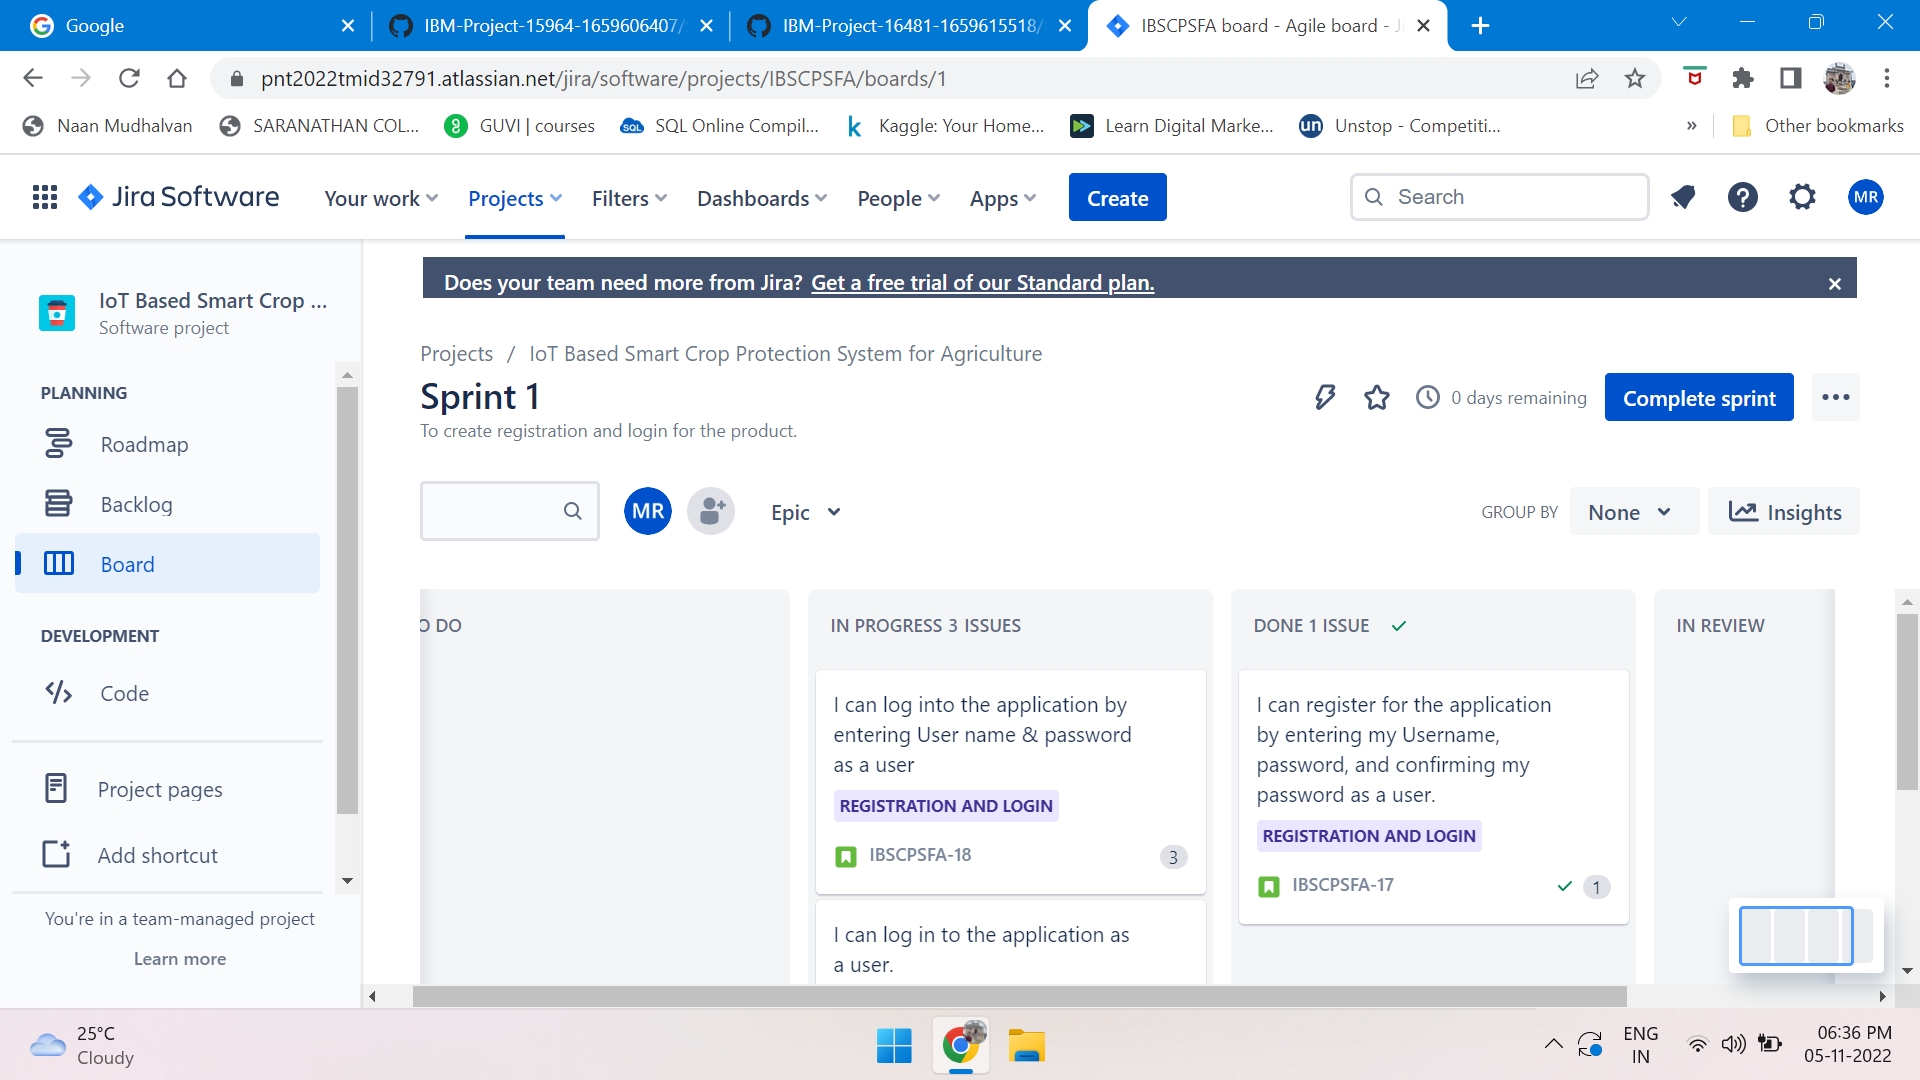 Google
IBM-Project-15964-1659606407/
IBM-Project-16481-1659615518/
IBSCPSFA board - Agile board - Ji
pnt2022tmid32791.atlassian.net/jira/software/projects/IBSCPSFA/boards/1
Naan Mudhalvan
SARANATHAN COL...
GUVI | courses
SQL Online Compil...
Kaggle: Your Home...
Learn Digital Marke...
Unstop - Competiti...
»
Other bookmarks
Jira Software
Your work
Projects
Filters
Dashboards
People
Apps
Create
Search
MR
Does your team need more from Jira? Get a free trial of our Standard plan.
IoT Based Smart Crop ...
Software project
PLANNING
Roadmap
Backlog
Board
DEVELOPMENT
Code
Project pages
Add shortcut
You're in a team-managed project
Learn more
Projects / IoT Based Smart Crop Protection System for Agriculture
Sprint 1
To create registration and login for the product.
0 days remaining
Complete sprint
MR
Epic
GROUP BY
None
Insights
O DO
IN PROGRESS 3 ISSUES
I can log into the application by
entering User name & password
as a user
REGISTRATION AND LOGIN
IBSCPSFA-18
3
I can log in to the application as
a user.
DONE 1 ISSUE
I can register for the application
by entering my Username,
password, and confirming my
password as a user.
REGISTRATION AND LOGIN
IBSCPSFA-17
1
IN REVIEW
25°C
Cloudy
ENG
IN
06:36 PM
05-11-2022